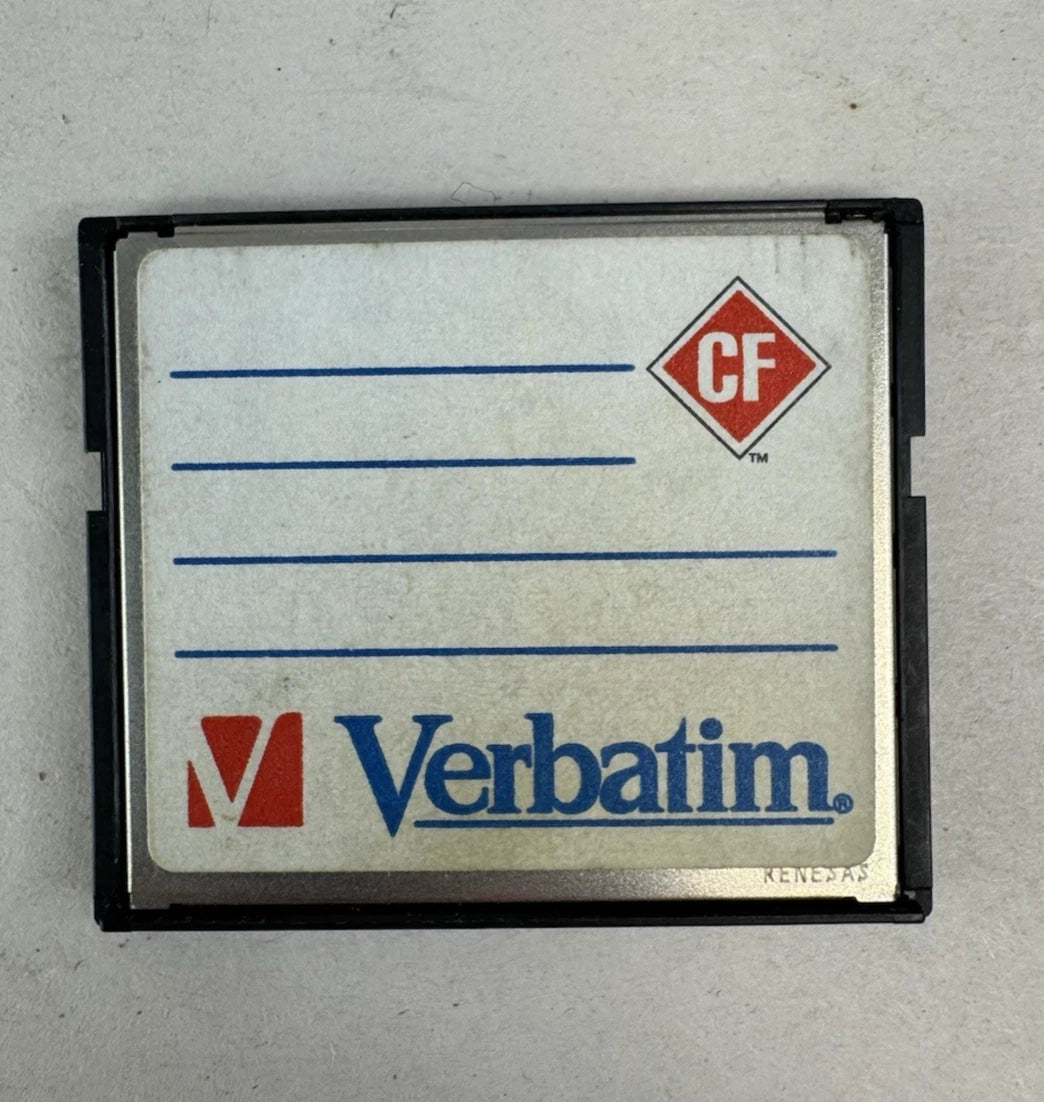 CF
TM
Verbatim®
RENESAS